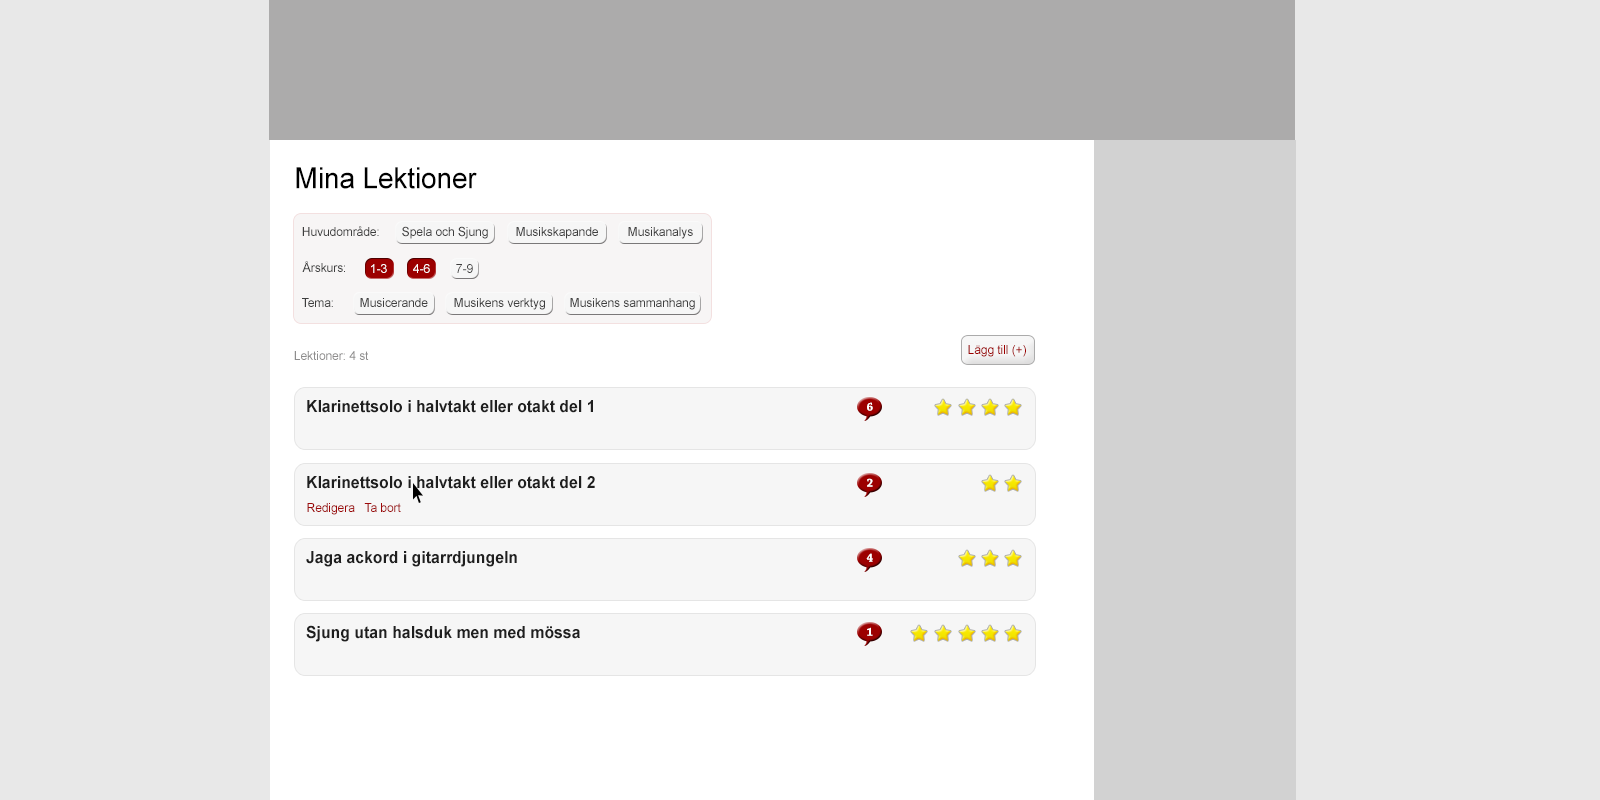 Mina Lektioner
Huvudområde: Spela och Sjung Musikskapande Musikanalys
Årskurs: 1-3 4-6 7-9
Tema: Musicerande Musikens verktyg Musikens sammanhang
Lektioner: 4 st
Lägg till (+)
Klarinettsolo i halvtakt eller otakt del 1 6
Klarinettsolo i halvtakt eller otakt del 2 2
Redigera Ta bort
Jaga ackord i gitarrdjungeln 4
Sjung utan halsduk men med mössa 1